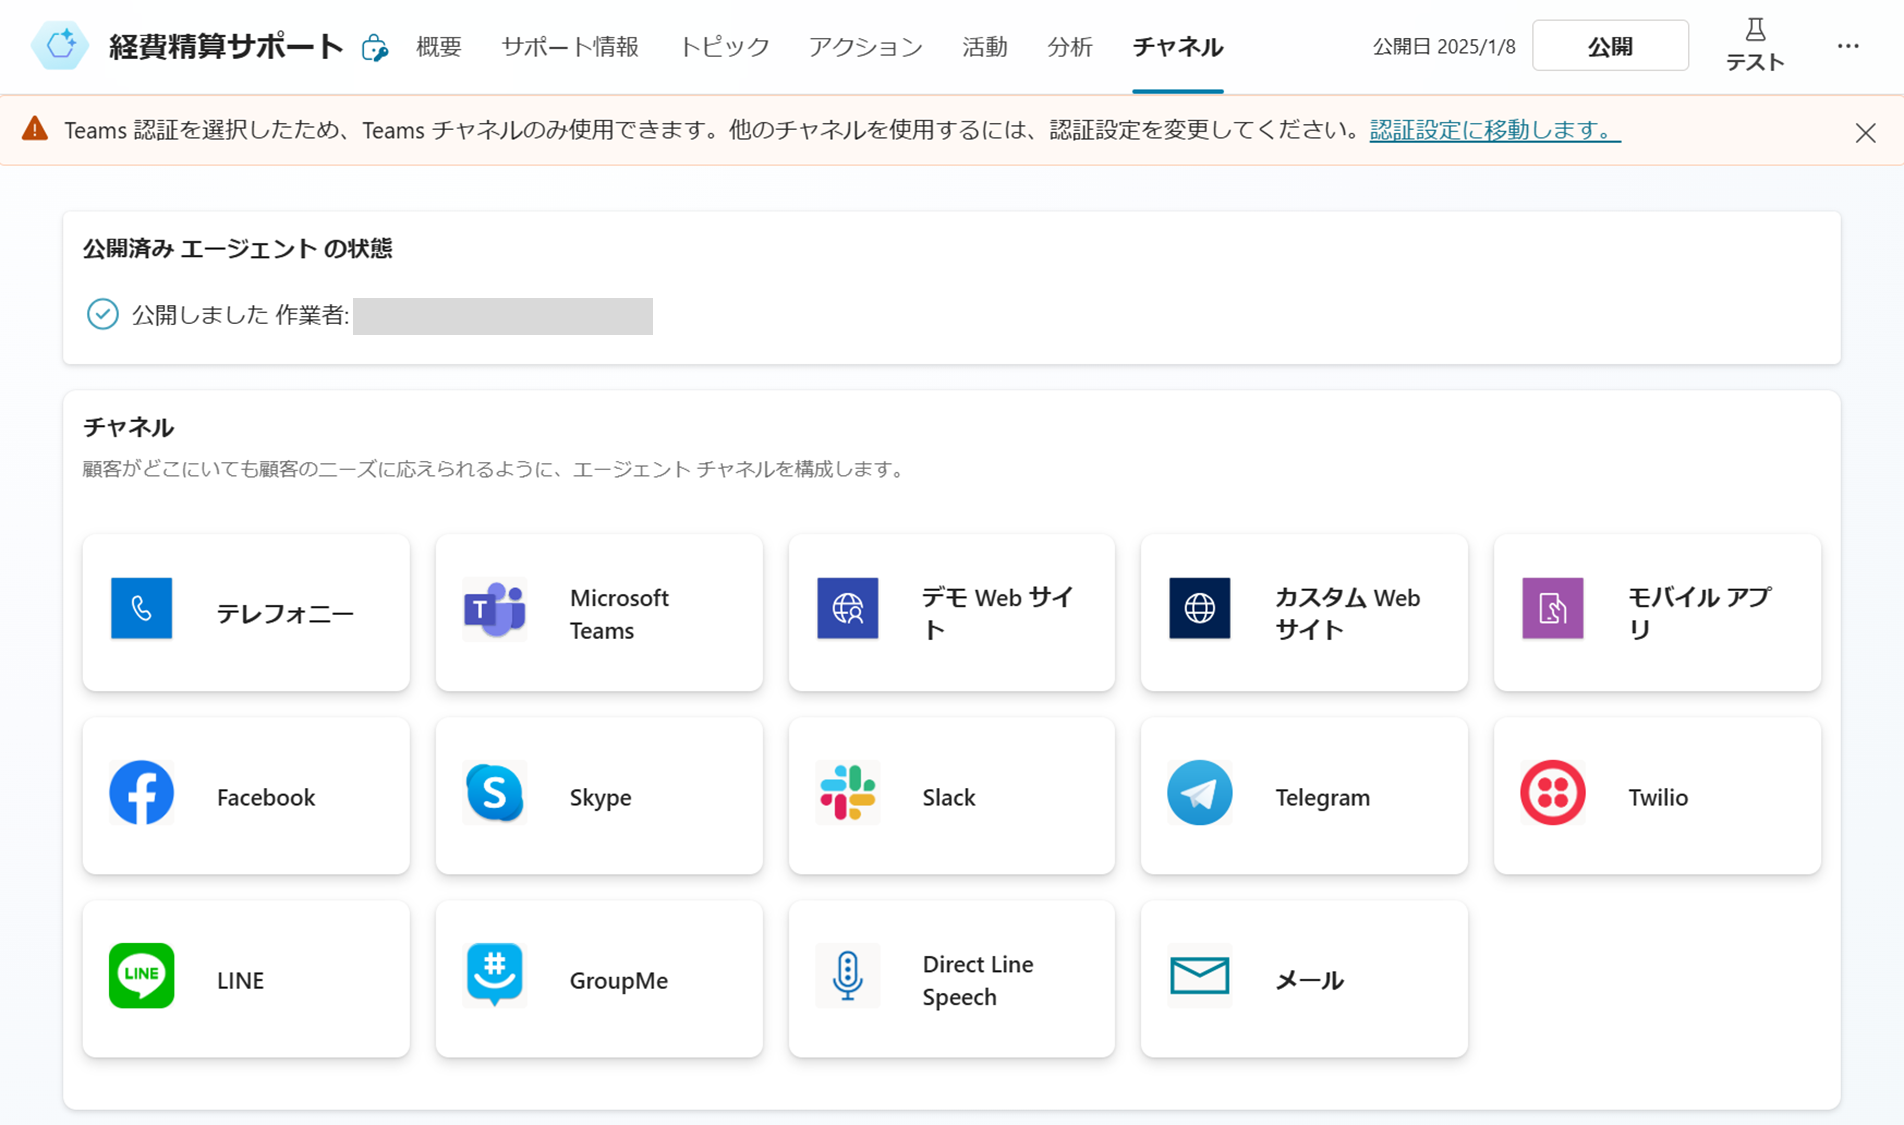 経費精算サポート 概要 サポート情報 トピック アクション 活動 分析 チャネル 公開日 2025/1/8 公開 テスト ...
Teams 認証を選択したため、Teams チャネルのみ使用できます。他のチャネルを使用するには、認証設定を変更してください。認証設定に移動します。
公開済み エージェント の状態
公開しました 作業者:
チャネル
顧客がどこにいても顧客のニーズに応えられるように、エージェント チャネルを構成します。
テレフォニー
T
Microsoft
Teams
デモ Web サイ
ト
カスタム Web
サイト
モバイル アプ
リ
Facebook
S
Skype
Slack
Telegram
Twilio
LINE
LINE
#
GroupMe
Direct Line
Speech
メール